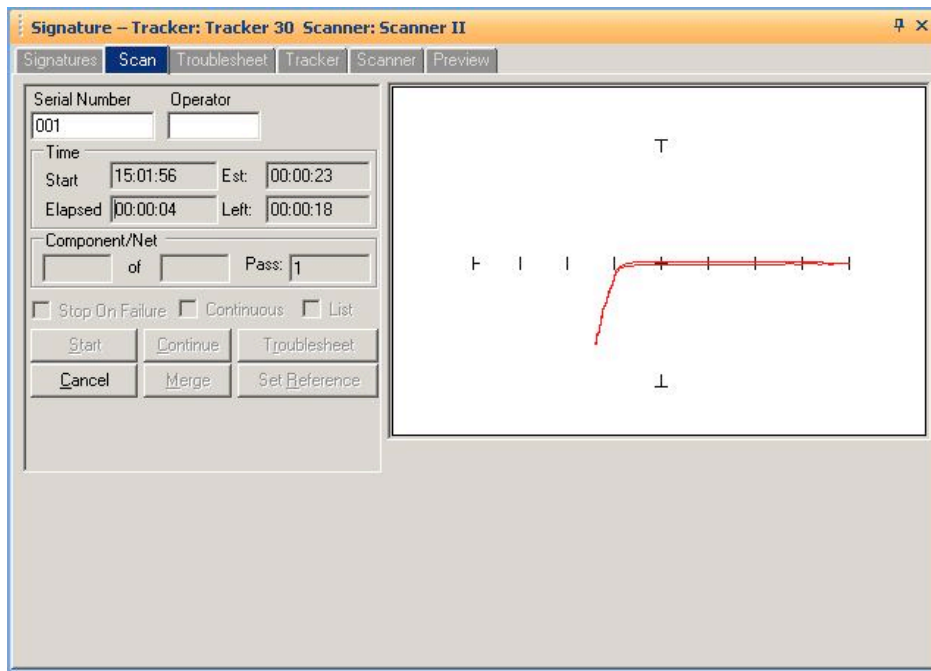 Signature – Tracker: Tracker 30 Scanner: Scanner II
Signatures Scan Troublesheet Tracker Scanner Preview
Serial Number Operator
001
Time
Start 15:01:56 Est: 00:00:23
Elapsed 00:00:04 Left: 00:00:18
Component/Net
of Pass: 1
Stop On Failure Continuous List
Start Continue Troublesheet
Cancel Merge Set Reference